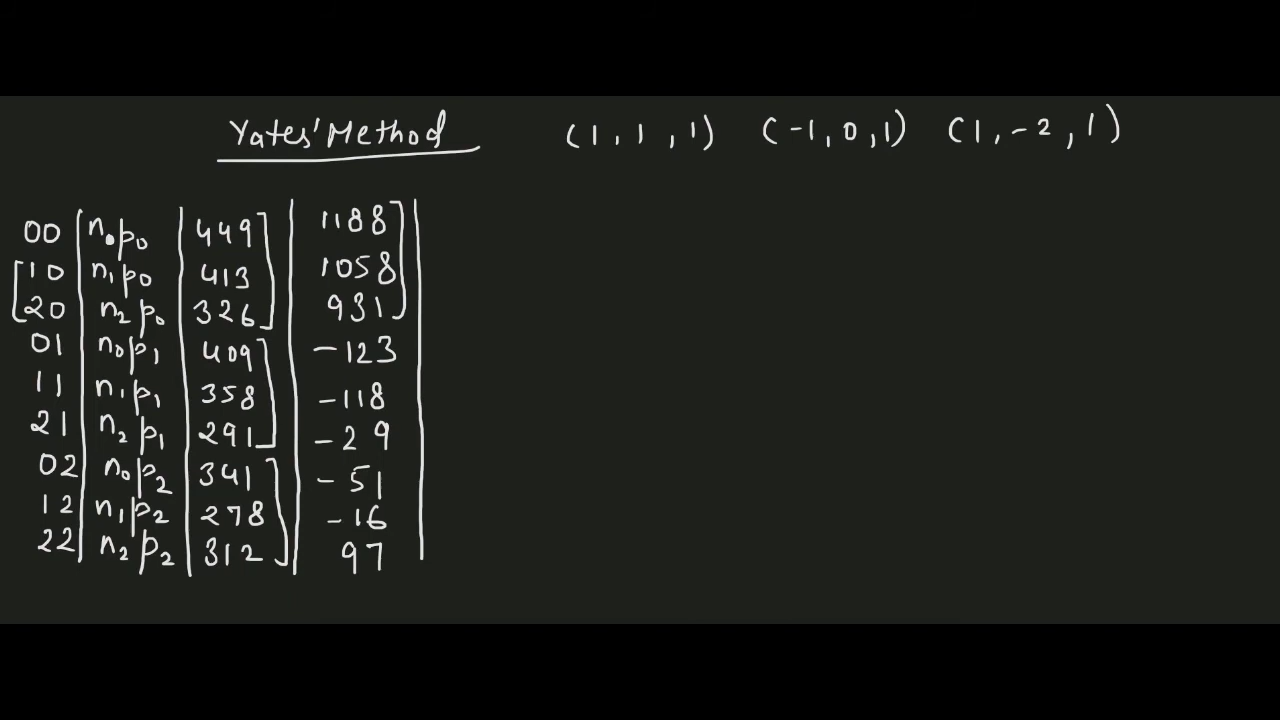 Yates' Method (1, 1, 1) (-1, 0, 1) (1, -2, 1)
00 n₀p₀ 449 1188
10 n₁p₀ 413 1058
20 n₂p₀ 326 931
01 n₀p₁ 409 -123
11 n₁p₁ 358 -118
21 n₂p₁ 291 -29
02 n₀p₂ 341 -51
12 n₁p₂ 278 -16
22 n₂p₂ 312 97